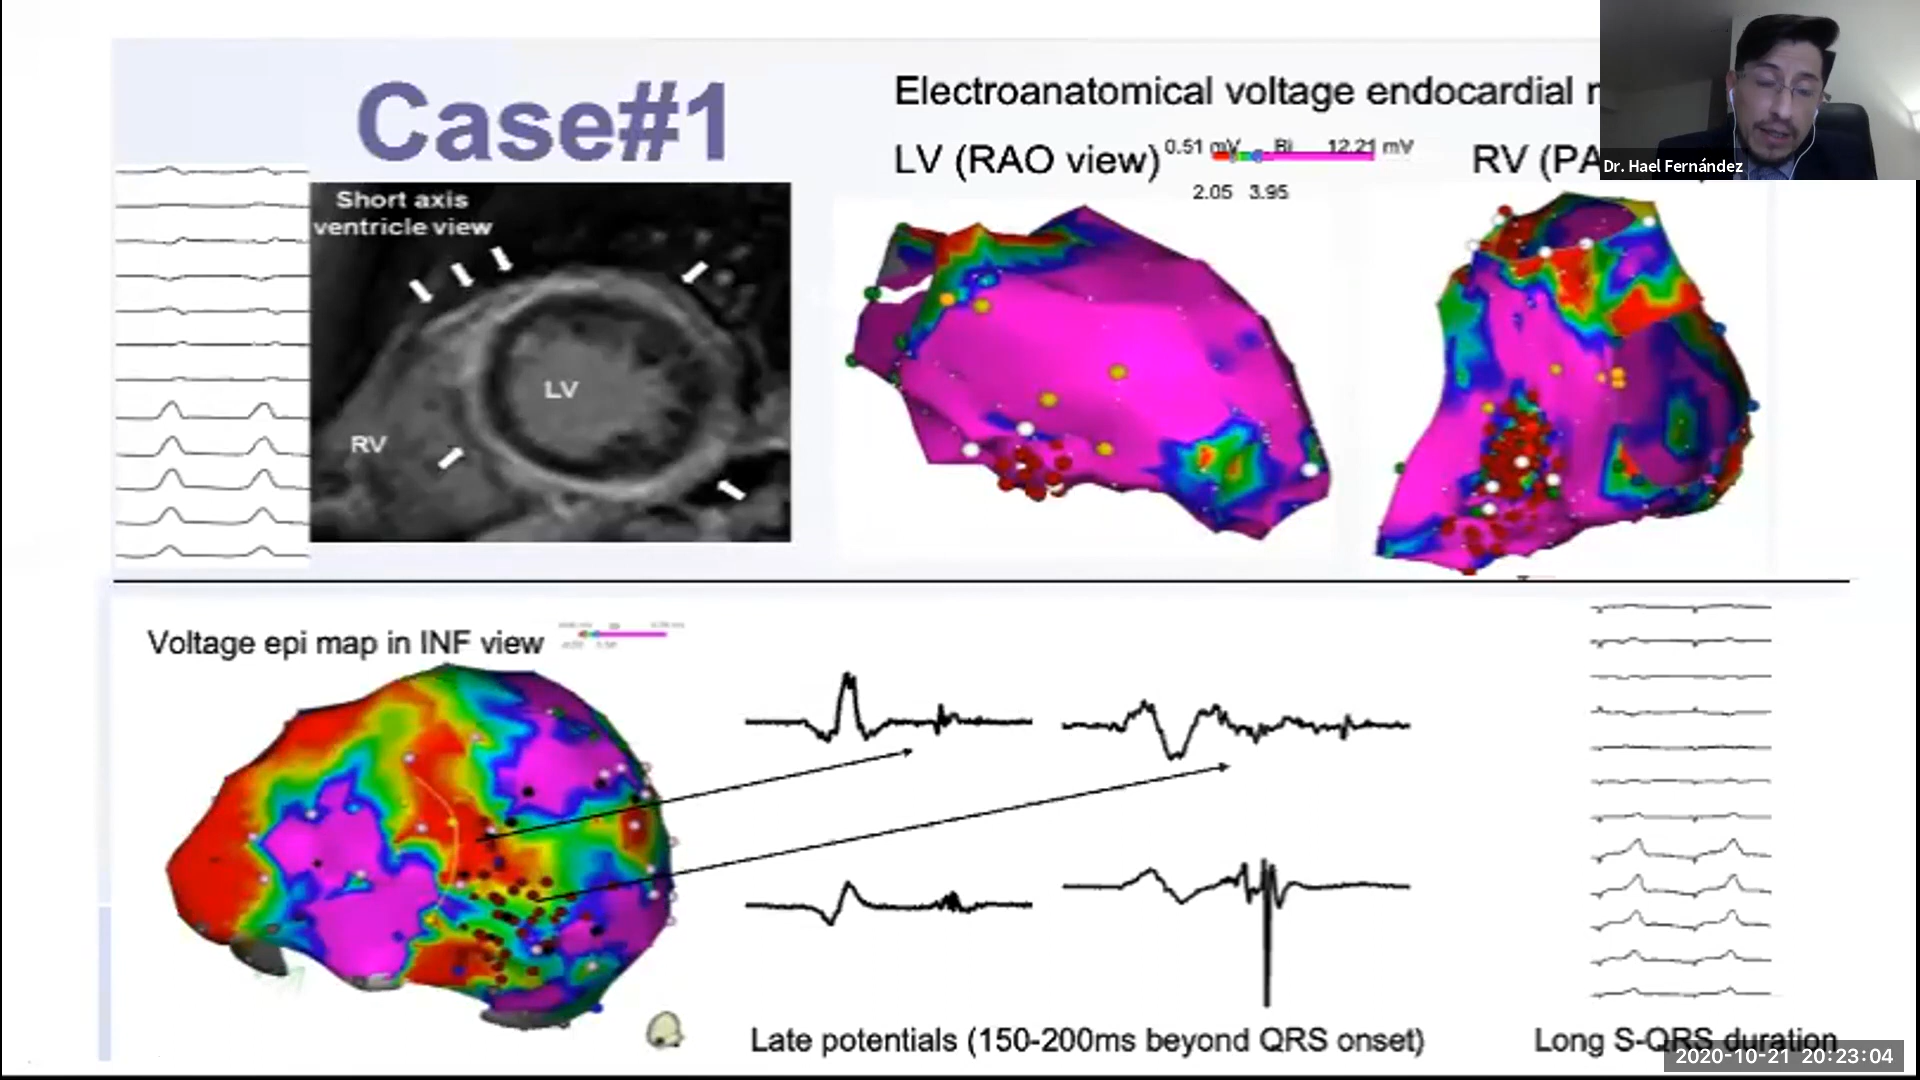 Case#1
Electroanatomical voltage endocardial
LV (RAO view)
0.51 mV Bi 12.21 mV
2.05 3.95
RV (PA
Dr. Hael Fernández
Short axis
ventricle view
LV
RV
Voltage epi map in INF view
Late potentials (150-200ms beyond QRS onset)
Long S-QRS duration
2020-10-21 20:23:04